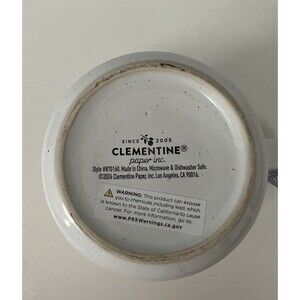 SINCE 2005
CLEMENTINE®
paper inc.
Style #870160. Made in China. Microwave & Dishwasher Safe.
©2024 Clementine Paper, Inc. Los Angeles, CA 90014.
WARNING: This product can expose
you to chemicals including lead, which
is known to the State of California to cause
cancer. For more information, go to:
www.P65Warnings.ca.gov